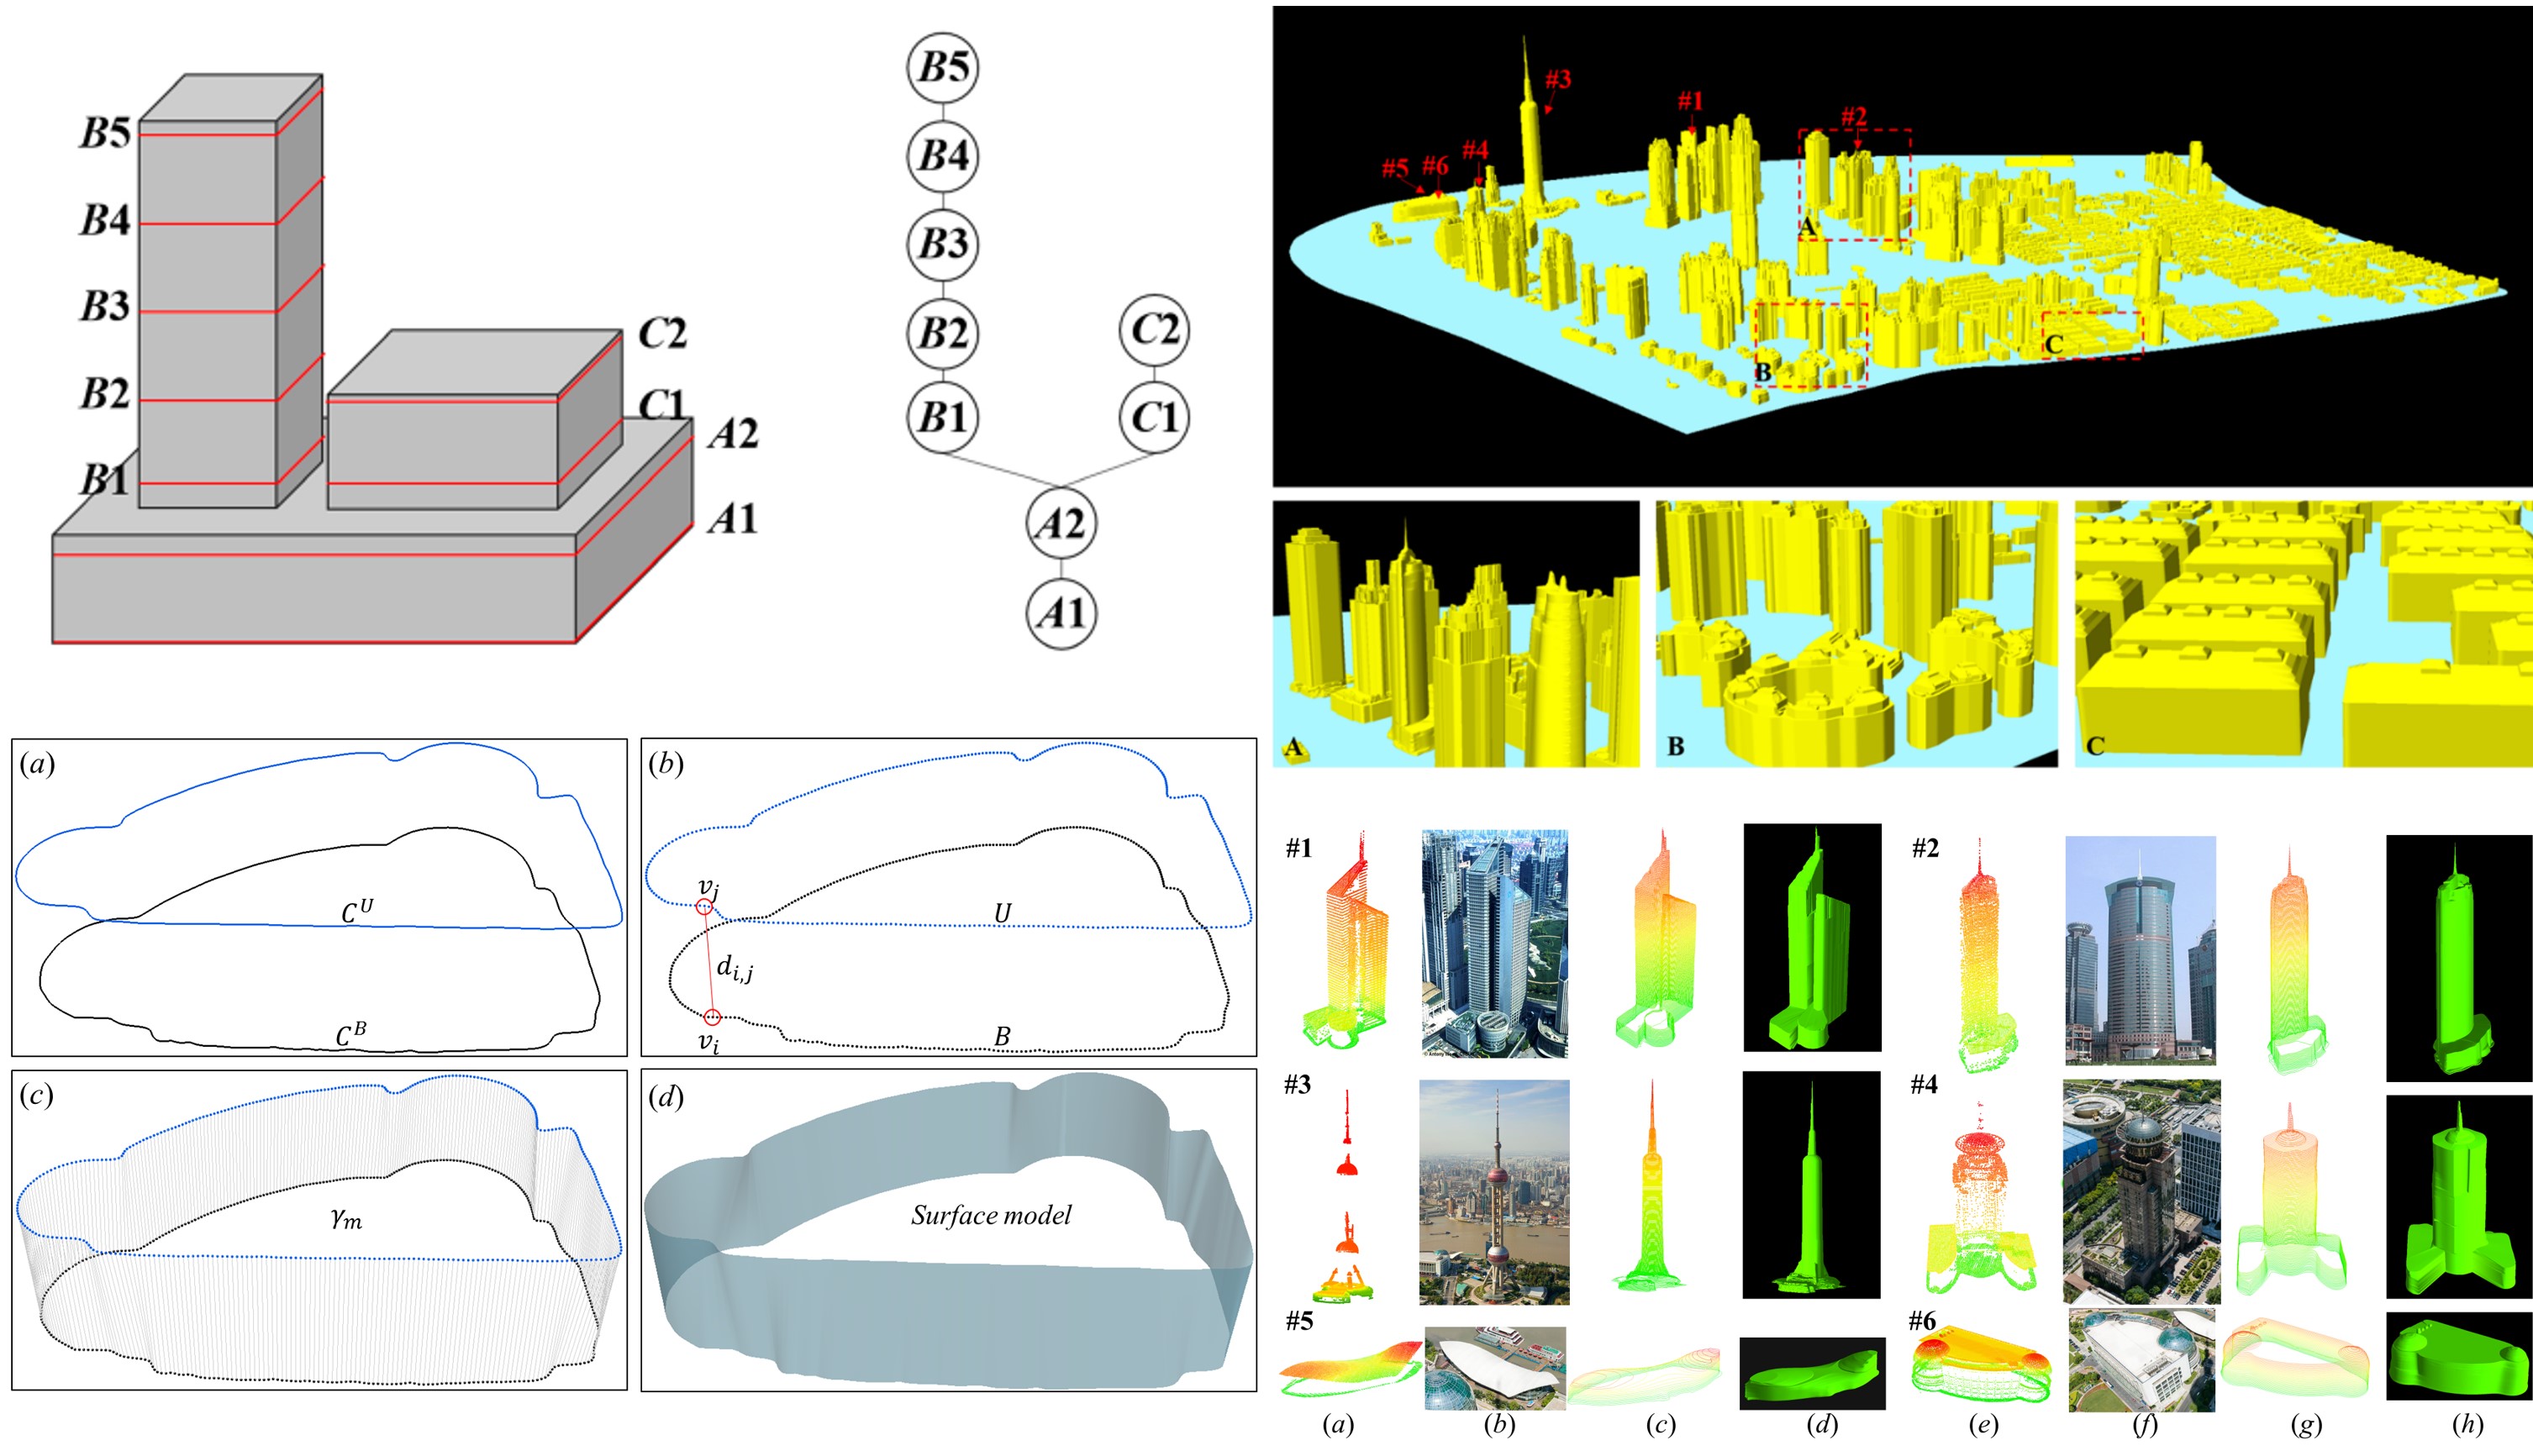 B5
B4
B3
B2
B1
C2
C1
A2
A1
B5
B4
B3
B2
B1
C2
C1
A2
A1
#3
#1
#2
#4
#5 #6
A
B
C
A
B
C
(a)
C^U
C^B
(b)
v_j
U
d_{i,j}
B
v_i
(c)
γ_m
(d)
Surface model
#1
#2
#3
#4
#5
#6
(a) (b) (c) (d) (e) (f) (g) (h)